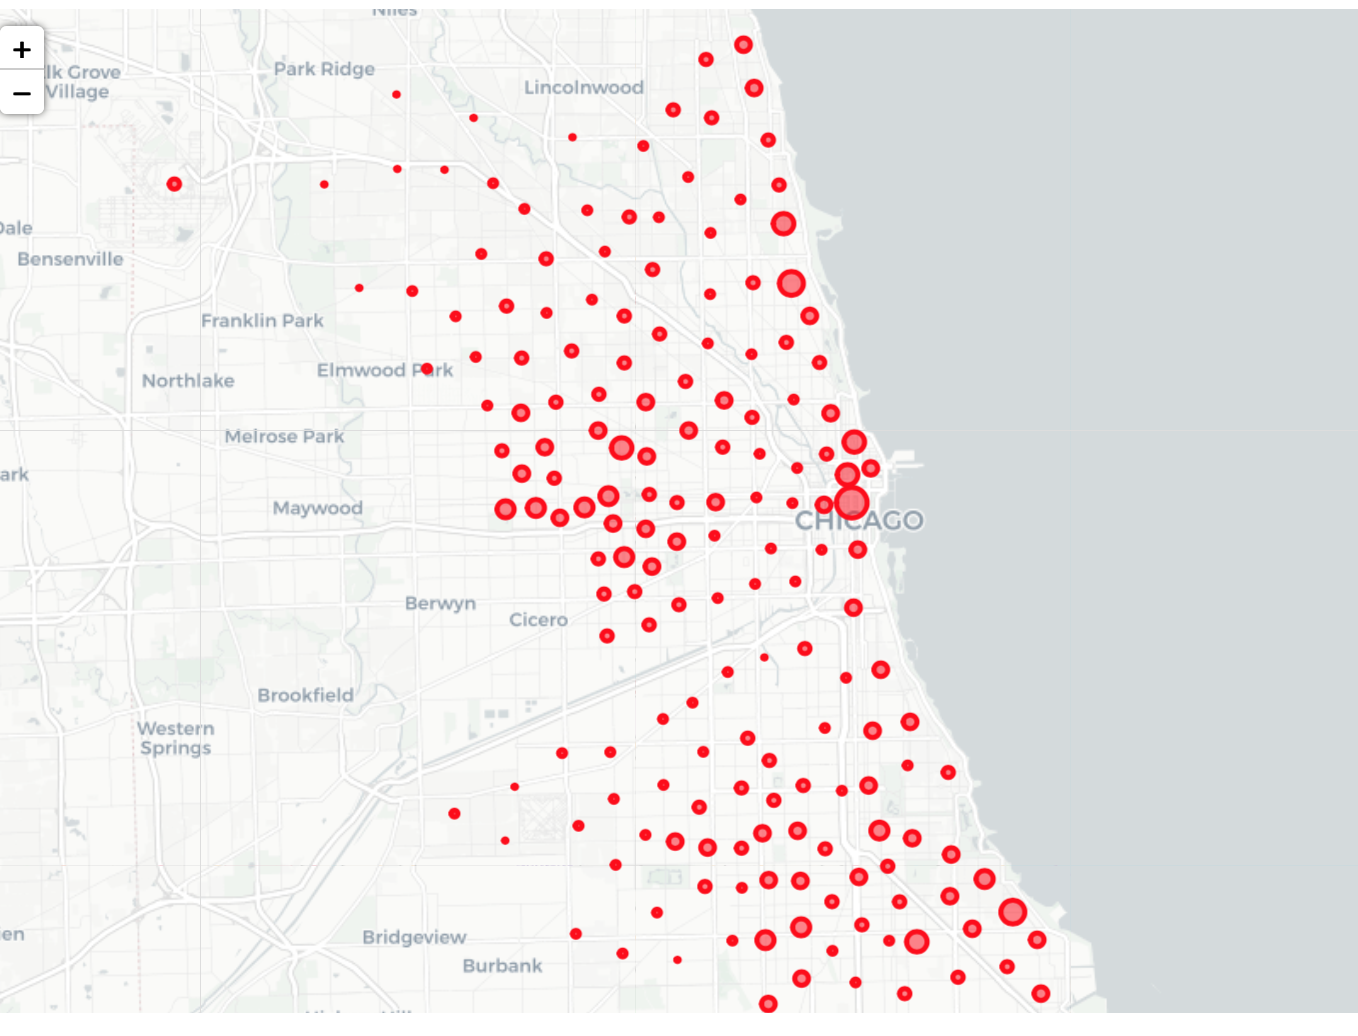 Niles
+
lk Grove
Village
Park Ridge
Lincolnwood
−
Dale
Bensenville
Franklin Park
Elmwood Park
Northlake
Melrose Park
ark
Maywood
CHICAGO
Berwyn
Cicero
Brookfield
Western
Springs
en
Bridgeview
Burbank